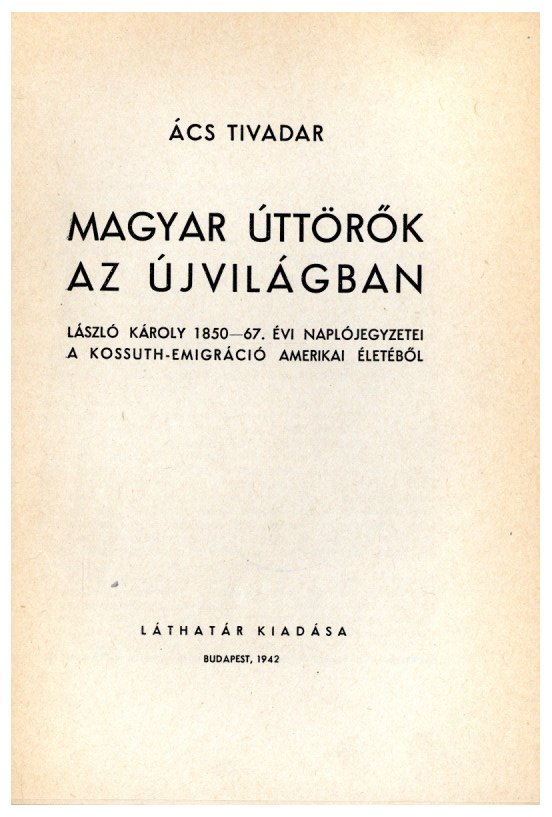 ÁCS TIVADAR
MAGYAR ÚTTÖRŐK
AZ ÚJVILÁGBAN
LÁSZLÓ KÁROLY 1850—67. ÉVI NAPLÓJEGYZETEI
A KOSSUTH-EMIGRÁCIÓ AMERIKAI ÉLETÉBŐL
LÁTHATÁR KIADÁSA
BUDAPEST, 1942